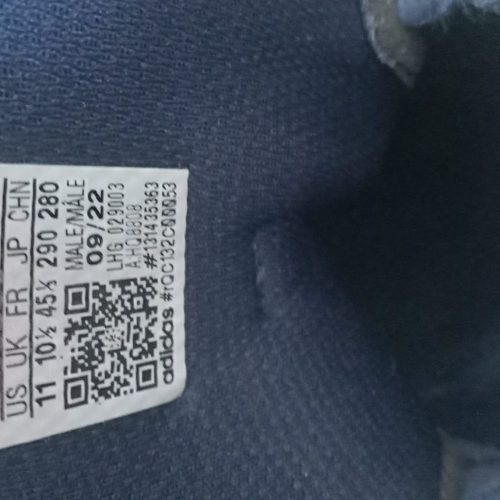 US UK FR JP CHN
11 10½ 45⅓ 290 280
MALE/MÂLE
09/22
LHG 029003
A:HQ8808
#131435363
adidas #rQC132C00053